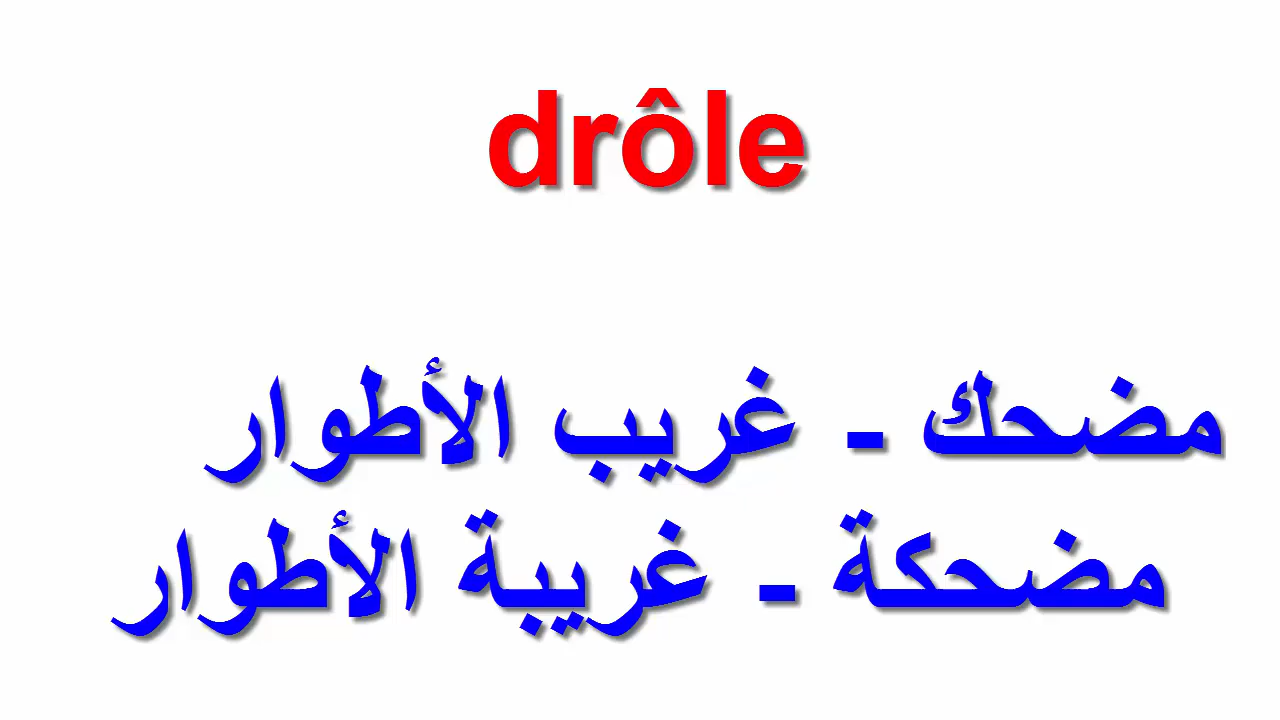 drôle
مضحك - غريب الأطوار
مضحكة - غريبة الأطوار